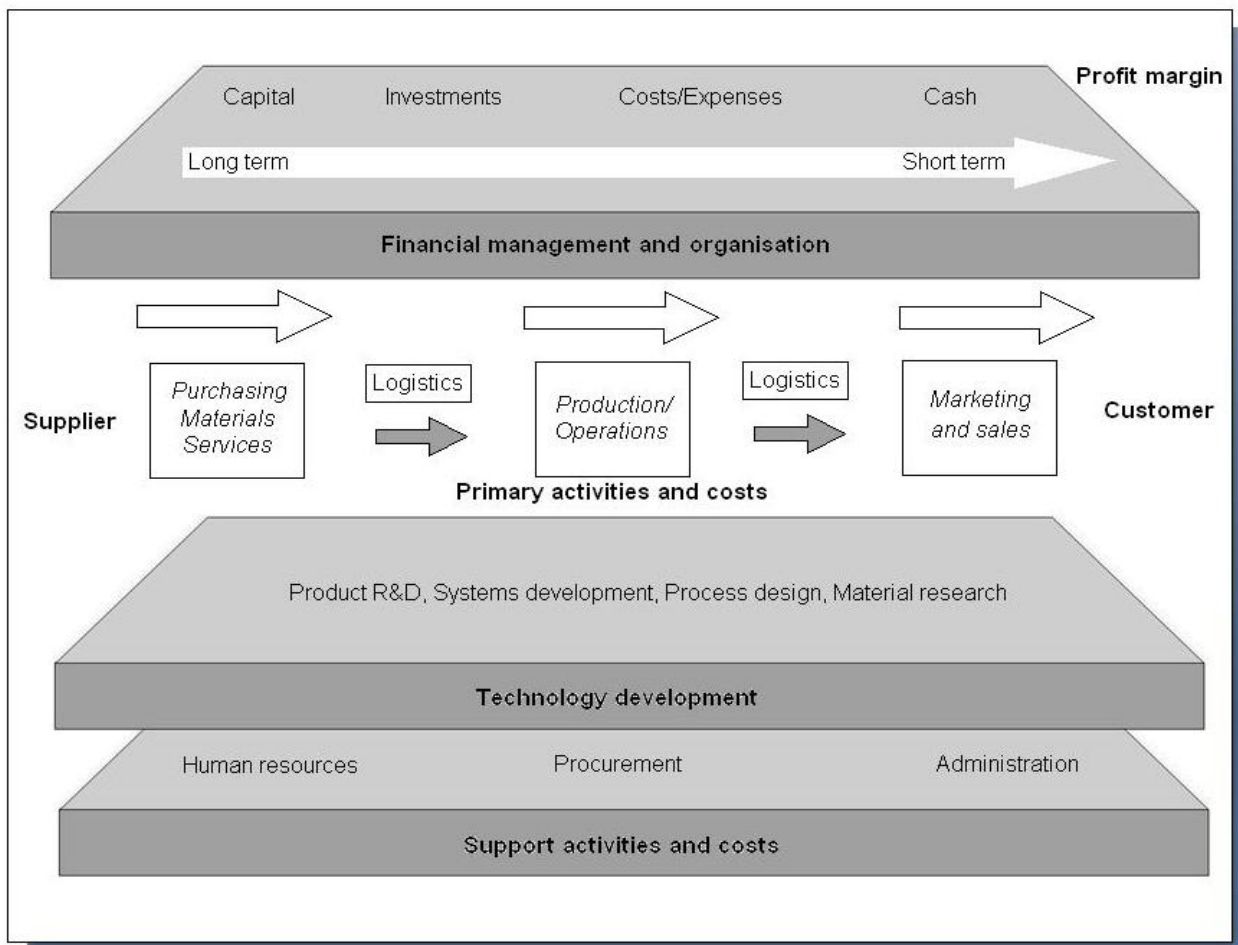 Profit margin
Capital Investments Costs/Expenses Cash
Long term Short term
Financial management and organisation
Supplier
Purchasing
Materials
Services
Logistics
Production/
Operations
Logistics
Marketing
and sales
Customer
Primary activities and costs
Product R&D, Systems development, Process design, Material research
Technology development
Human resources Procurement Administration
Support activities and costs